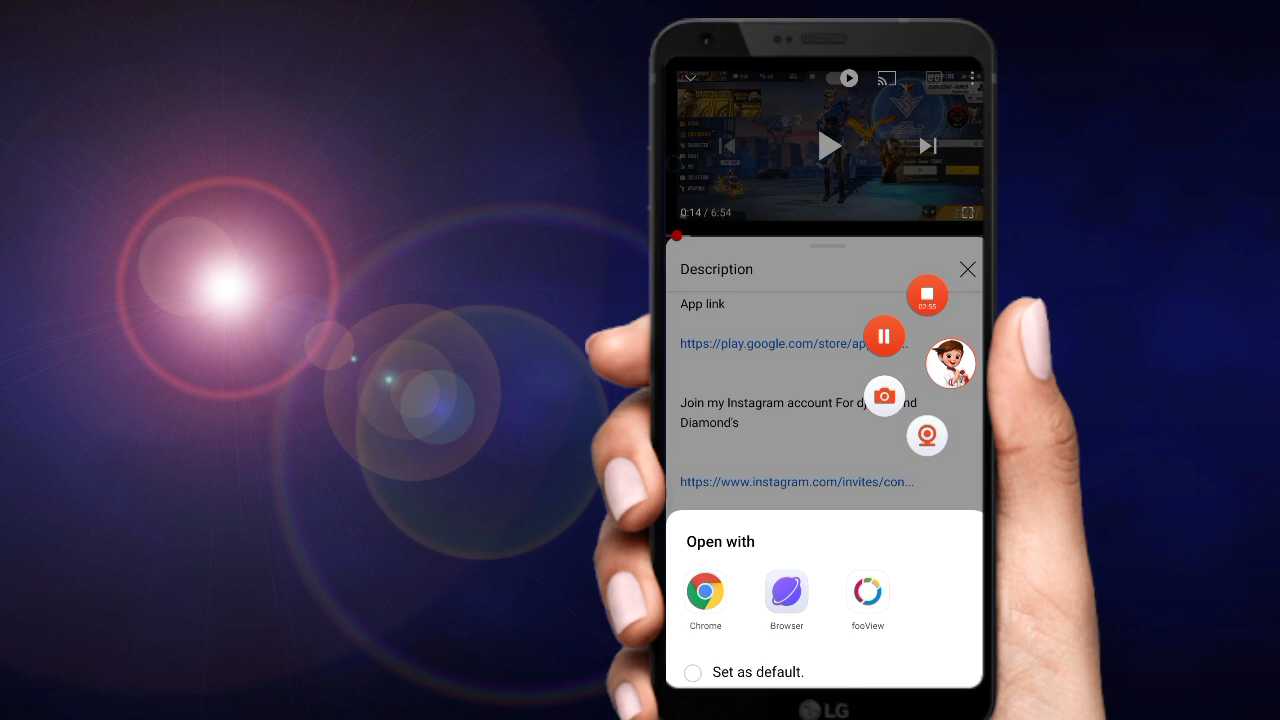 0:14 / 6:54
Description
App link
02:55
https://play.google.com/store/ap
Join my Instagram account For d nd
Diamond's
https://www.instagram.com/invites/con...
Open with
Chrome
Browser
fooView
Set as default.
LG